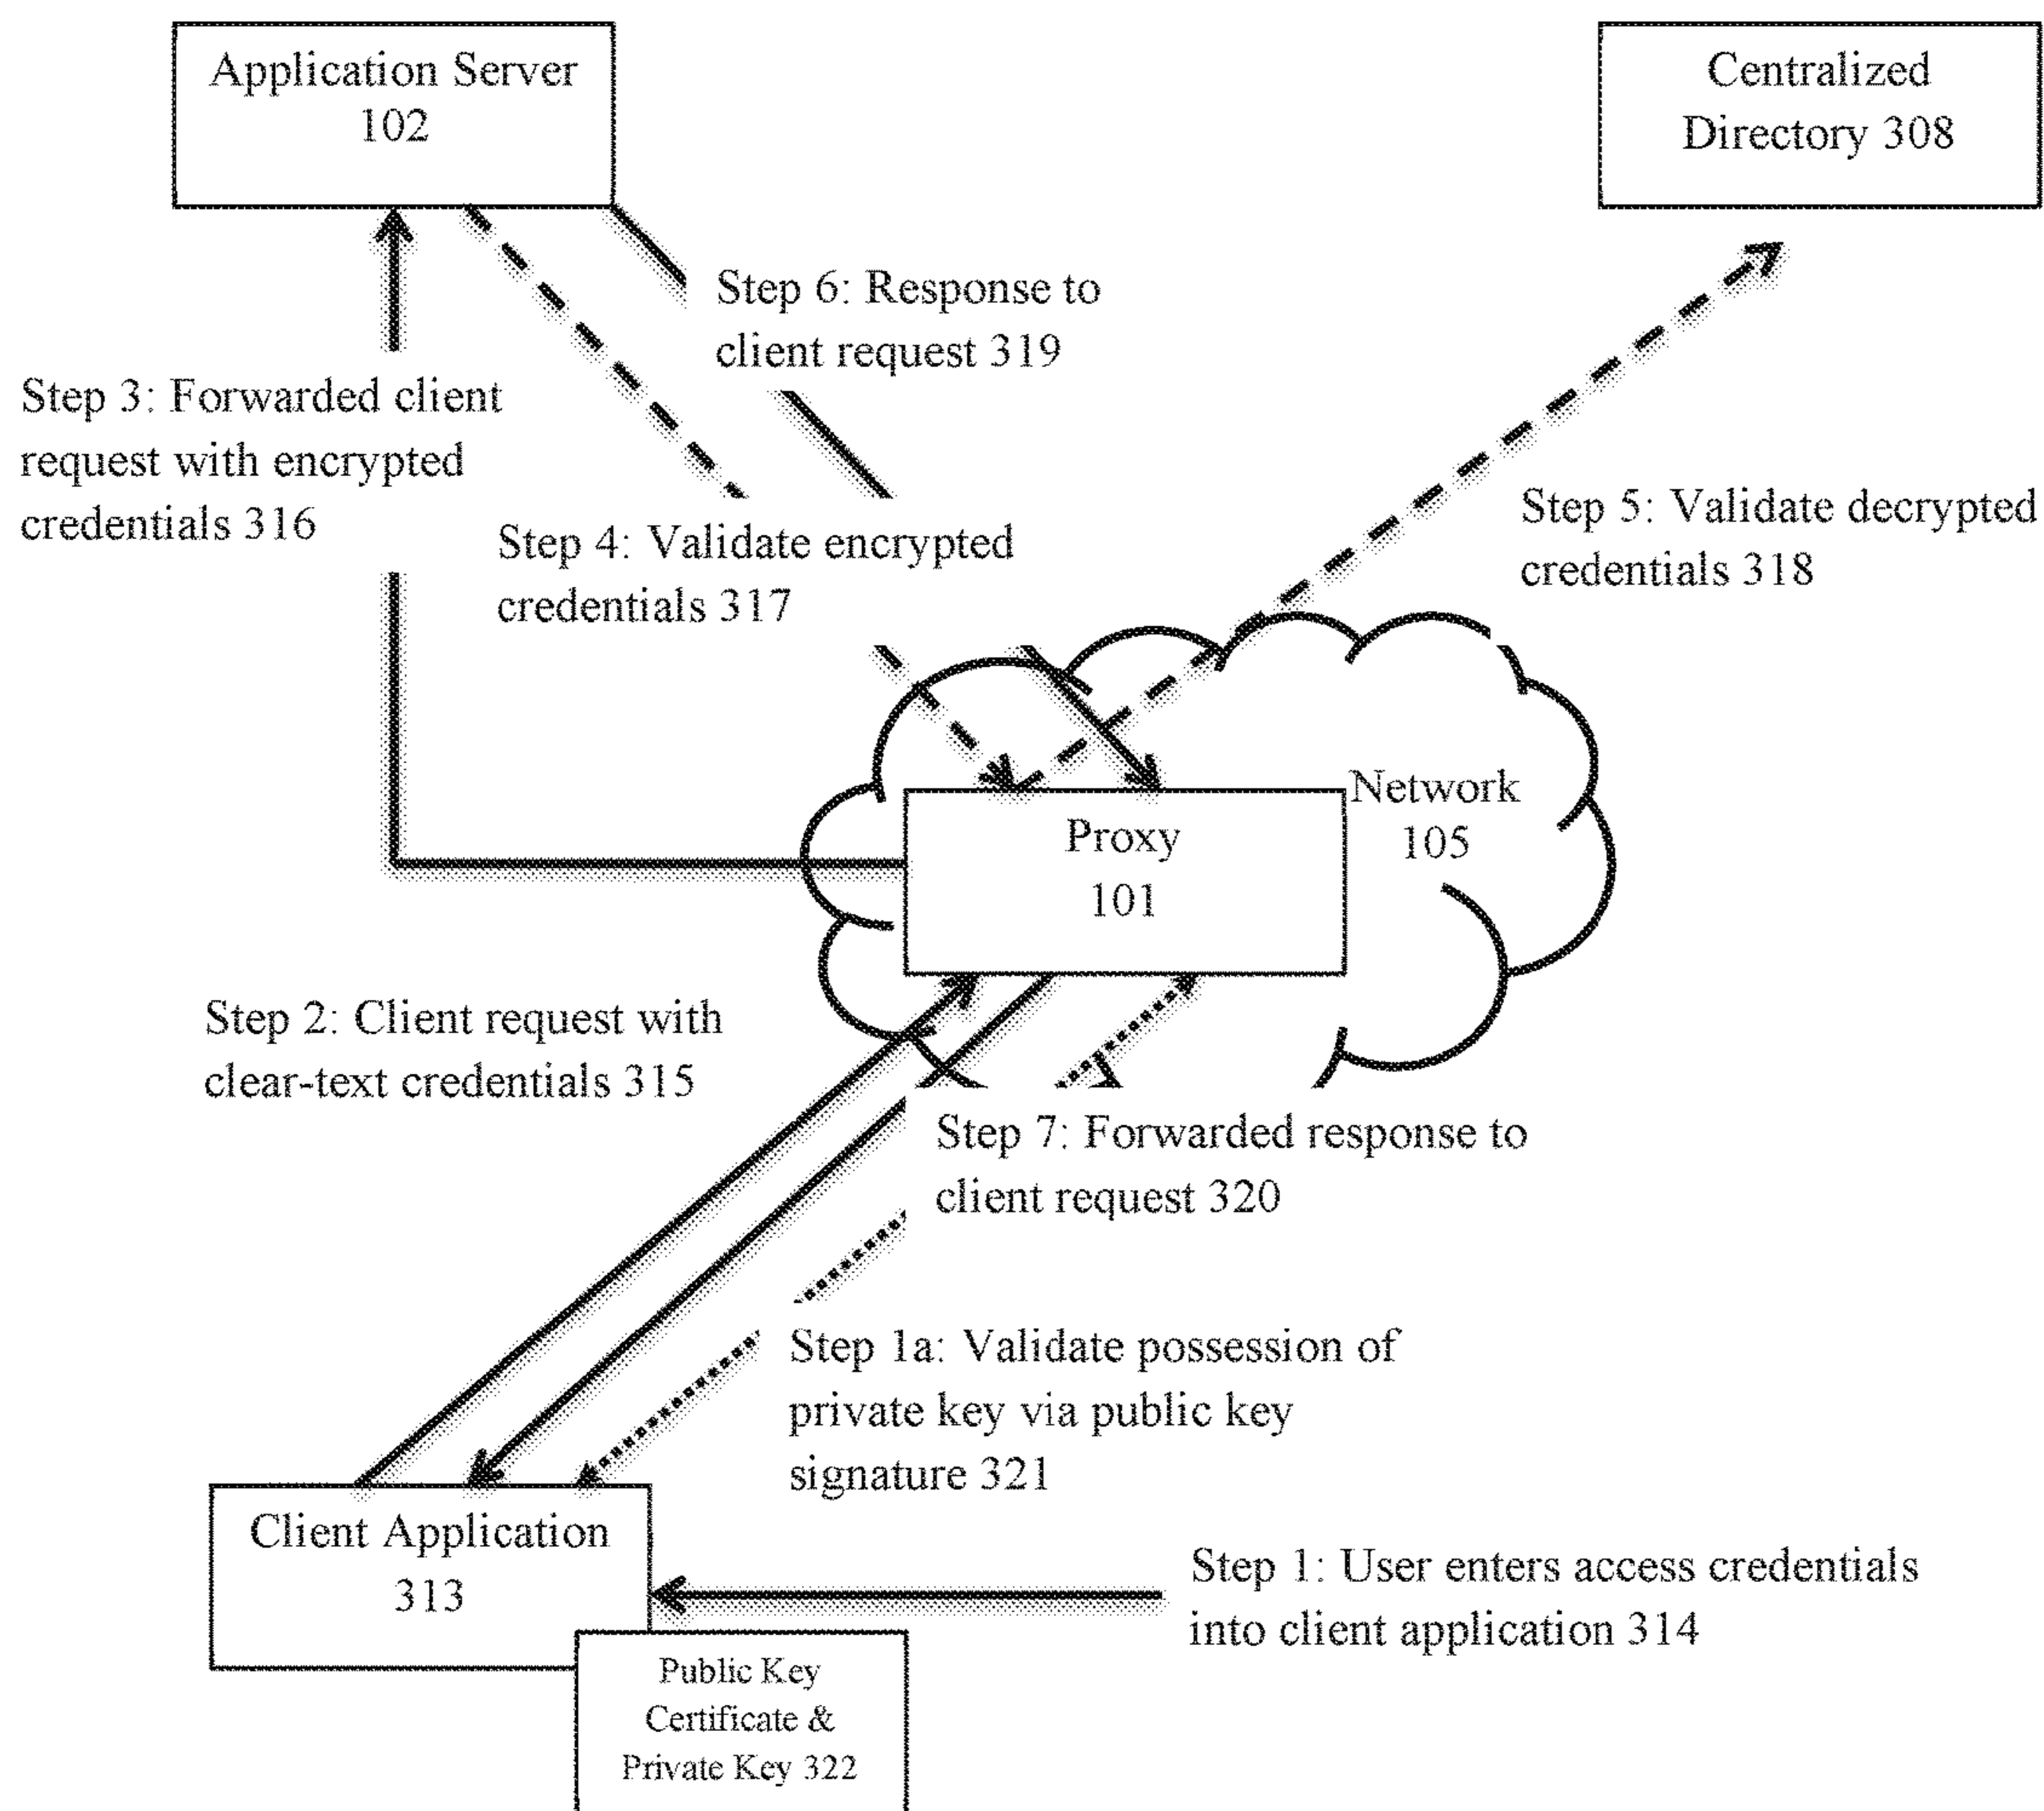 Application Server
102
Centralized
Directory 308
Step 6: Response to
client request 319
Step 3: Forwarded client
request with encrypted
credentials 316
Step 4: Validate encrypted
credentials 317
Step 5: Validate decrypted
credentials 318
Network
105
Proxy
101
Step 2: Client request with
clear-text credentials 315
Step 7: Forwarded response to
client request 320
Step 1a: Validate possession of
private key via public key
signature 321
Client Application
313
Step 1: User enters access credentials
into client application 314
Public Key
Certificate &
Private Key 322